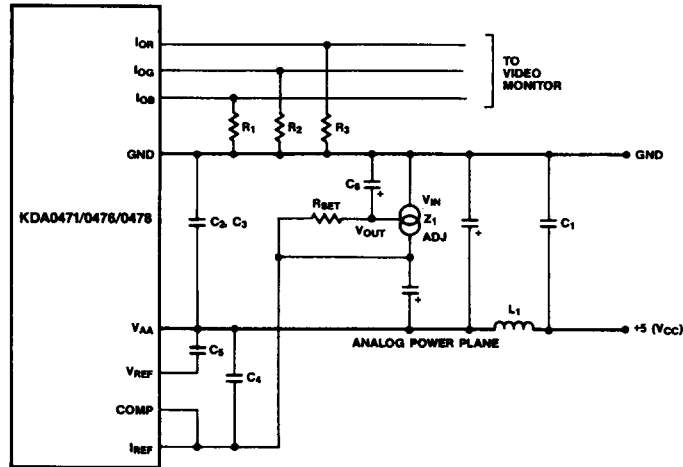 IOR
IOG
IOB
TO
VIDEO
MONITOR
R1
R2
R3
GND
GND
C6
+
VIN
Z1
ADJ
RSET
VOUT
KDA0471/0476/0478
C2, C3
+
C1
+
L1
VAA
+5 (VCC)
ANALOG POWER PLANE
C5
VREF
C4
COMP
IREF